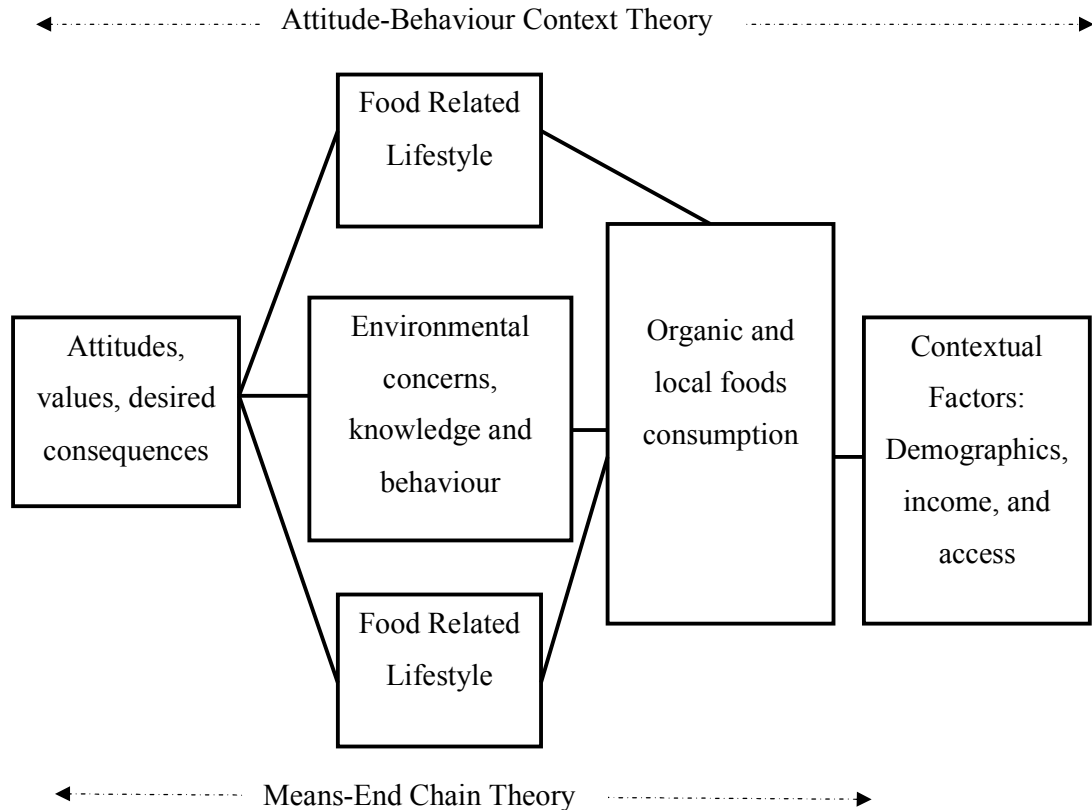 Attitude-Behaviour Context Theory
Food Related
Lifestyle
Attitudes,
values, desired
consequences
Environmental
concerns,
knowledge and
behaviour
Food Related
Lifestyle
Organic and
local foods
consumption
Contextual
Factors:
Demographics,
income, and
access
Means-End Chain Theory